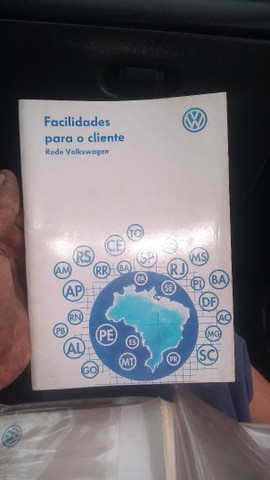 Facilidades
para o cliente
Rede Volkswagen
TO
CE
RS
SP
MS
AM
RR
BA
RJ
PA
SE
PI
BA
AP
DF
RN
AC
PB
PE
ES
MG
AL
MT
PR
SC
GO